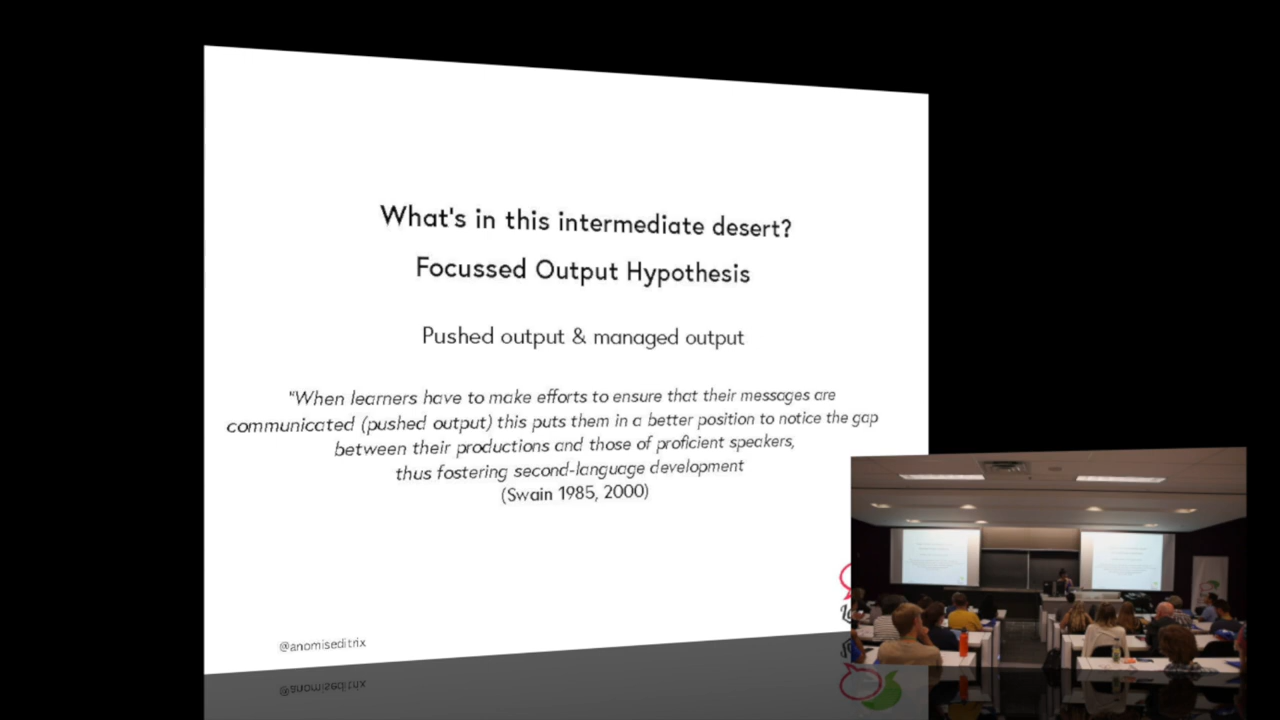 What's in this intermediate desert?
Focussed Output Hypothesis
Pushed output & managed output
"When learners have to make efforts to ensure that their messages are
communicated (pushed output) this puts them in a better position to notice the gap
between their productions and those of proficient speakers,
thus fostering second-language development
(Swain 1985, 2000)
@anomiseditrix